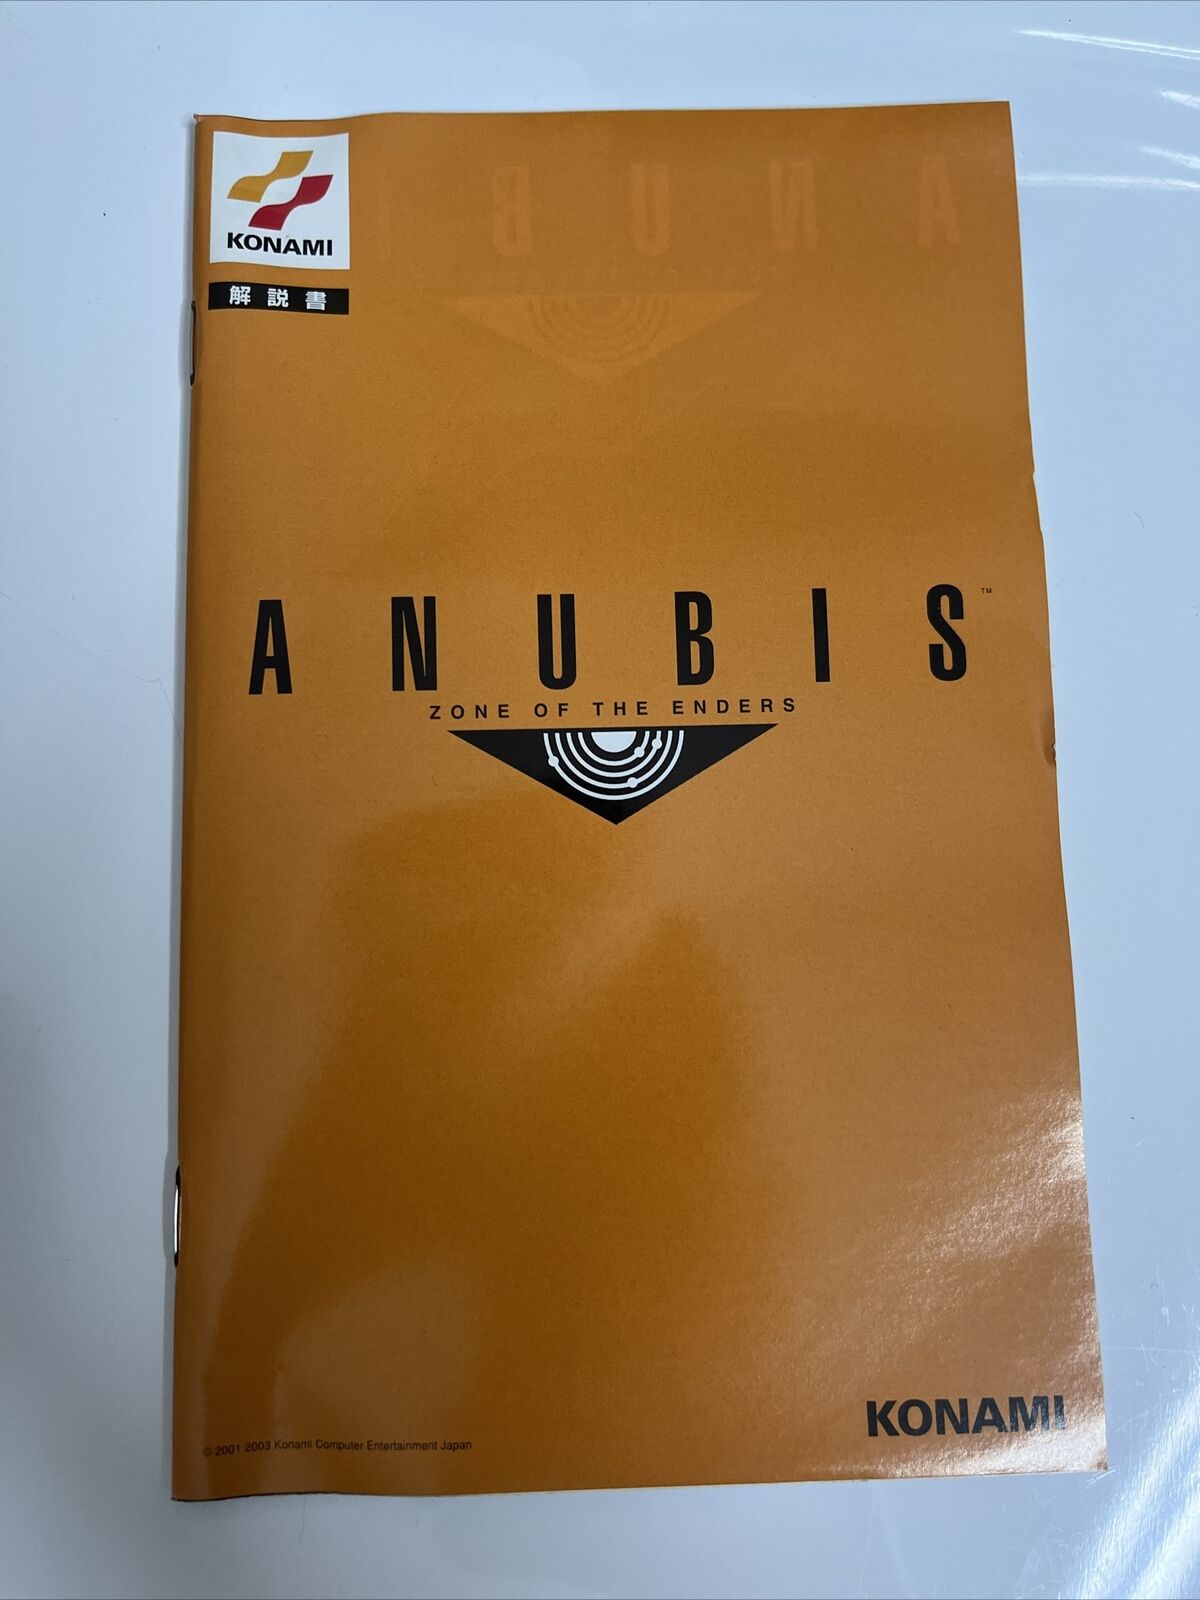 KONAMI
解説書
ANUBIS™
ZONE OF THE ENDERS
KONAMI
© 2001 2003 Konami Computer Entertainment Japan